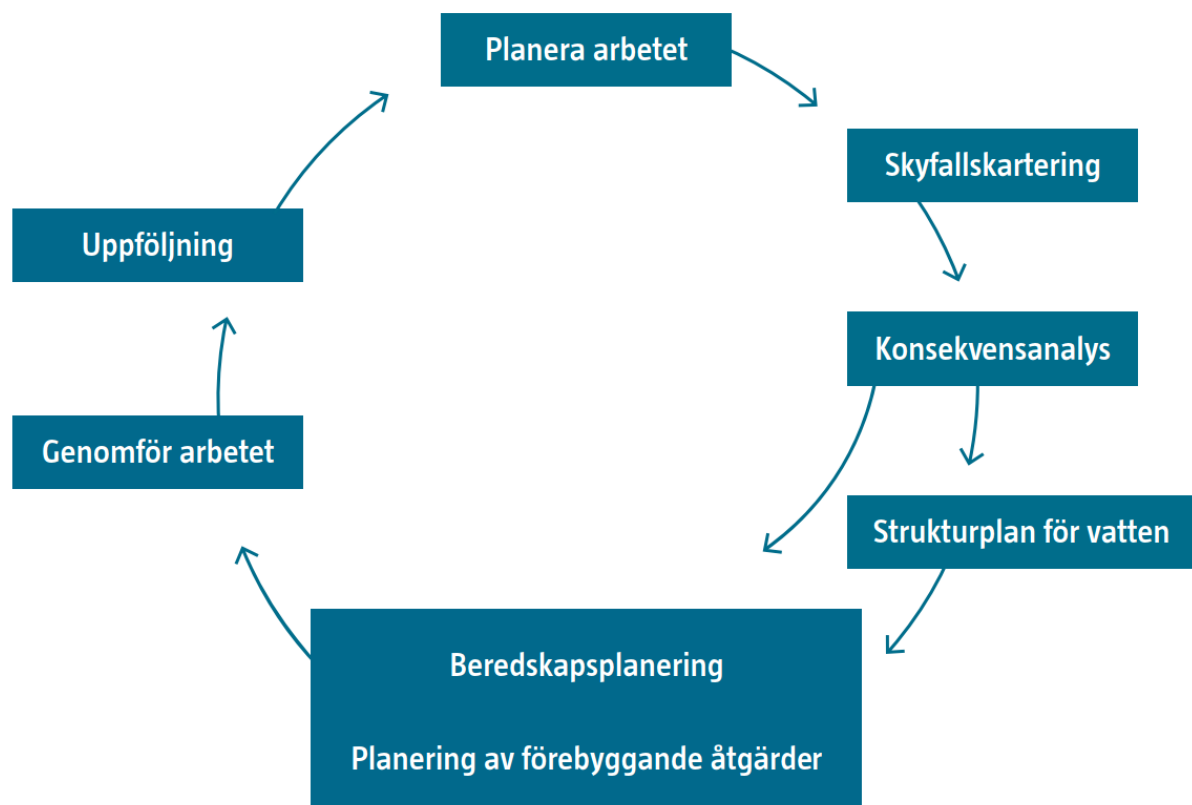 Planera arbetet
Skyfallskartering
Konsekvensanalys
Strukturplan för vatten
Beredskapsplanering
Planering av förebyggande åtgärder
Genomför arbetet
Uppföljning